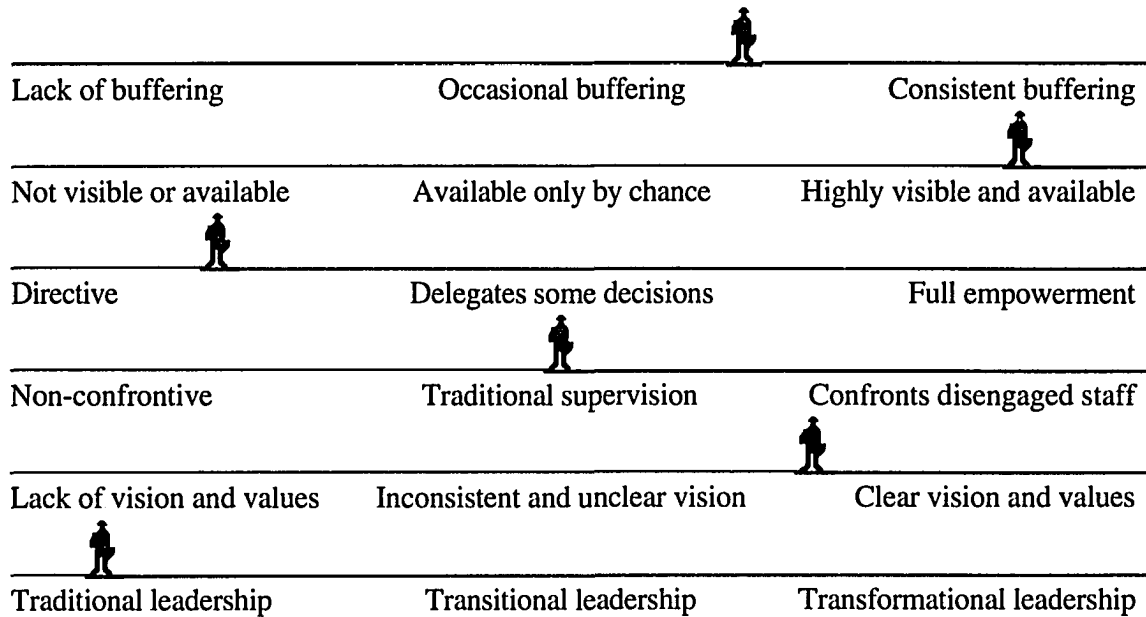 Lack of buffering Occasional buffering Consistent buffering
Not visible or available Available only by chance Highly visible and available
Directive Delegates some decisions Full empowerment
Non-confrontive Traditional supervision Confronts disengaged staff
Lack of vision and values Inconsistent and unclear vision Clear vision and values
Traditional leadership Transitional leadership Transformational leadership